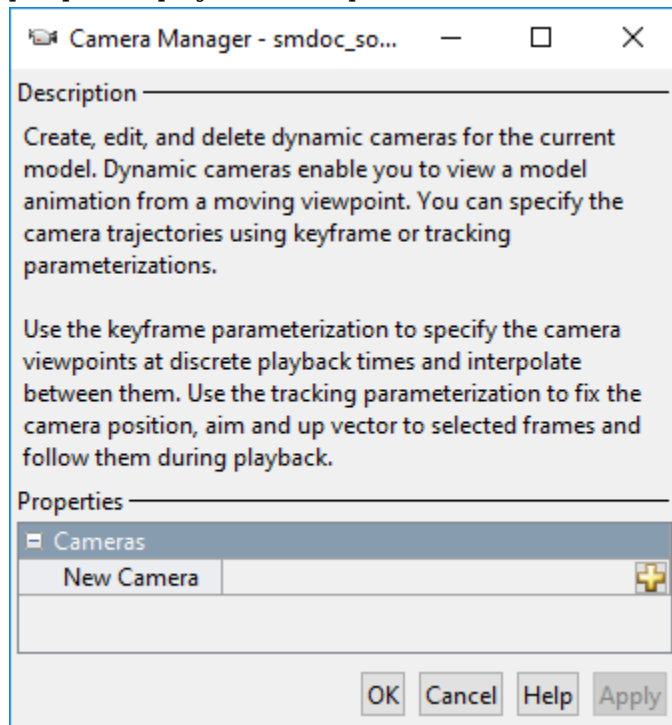 Camera Manager - smdoc_so...
Description
Create, edit, and delete dynamic cameras for the current
model. Dynamic cameras enable you to view a model
animation from a moving viewpoint. You can specify the
camera trajectories using keyframe or tracking
parameterizations.
Use the keyframe parameterization to specify the camera
viewpoints at discrete playback times and interpolate
between them. Use the tracking parameterization to fix the
camera position, aim and up vector to selected frames and
follow them during playback.
Properties
Cameras
New Camera
OK Cancel Help Apply